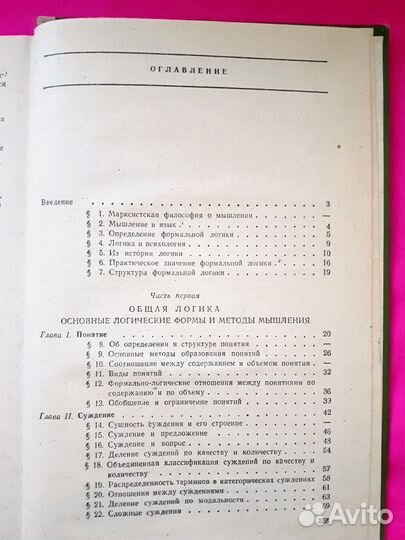 ОГЛАВЛЕНИЕ
Введение 3
§ 1. Марксистская философия о мышлении —
§ 2. Мышление и язык 4
§ 3. Определение формальной логики 5
§ 4. Логика и психология 9
§ 5. Из истории логики 10
§ 6. Практическое значение формальной логики 16
§ 7. Структура формальной логики 19
Часть первая
ОБЩАЯ ЛОГИКА
ОСНОВНЫЕ ЛОГИЧЕСКИЕ ФОРМЫ И МЕТОДЫ МЫШЛЕНИЯ
Глава I. Понятие 20
§ 8. Об определении и структуре понятия —
§ 9. Основные методы образования понятий 26
§ 10. Соотношение между содержанием и объемом понятия
§ 11. Виды понятий 32
§ 12. Формально-логические отношения между понятиями по
содержанию и по объему 36
§ 13. Обобщение и ограничение понятий 39
Глава II. Суждение 42
§ 14. Сущность суждения и его строение —
§ 15. Суждение и предложение 45
§ 16. Суждение и вопрос 48
§ 17. Деление суждений по качеству и количеству 54
§ 18. Объединенная классификация суждений по качеству и
количеству 57
§ 19. Распределенность терминов в категорических суждениях 58
§ 20. Отношения между суждениями 61
§ 21. Деление суждений по модальности 63
§ 22. Сложные суждения
Avito